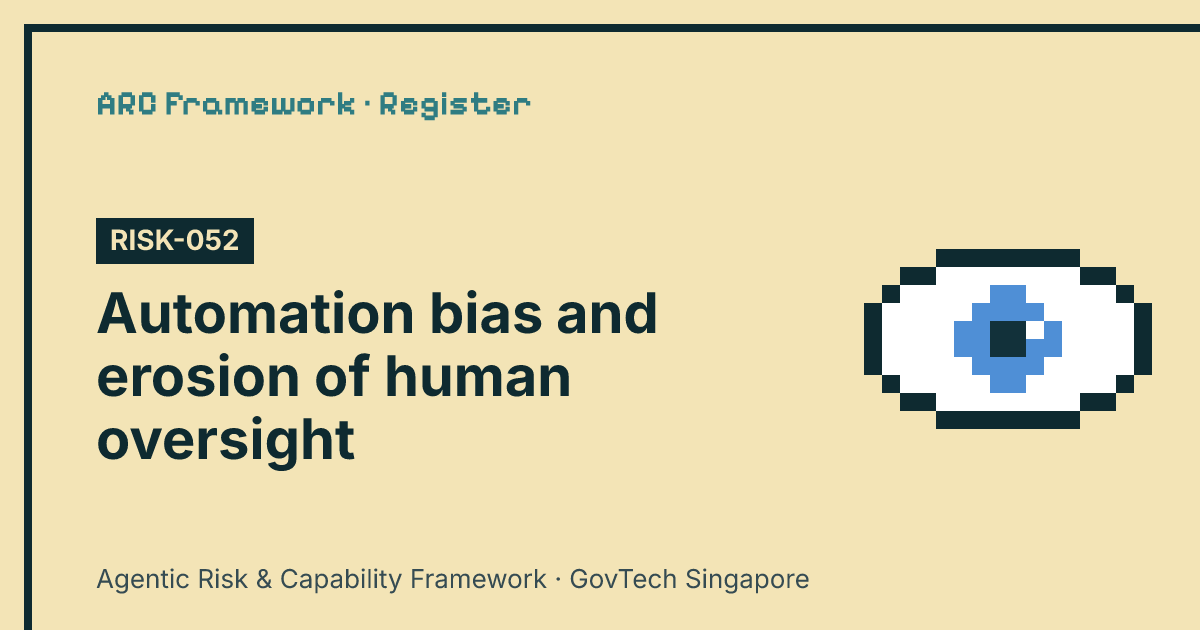 ARC Framework · Register
RISK-052
Automation bias and
erosion of human
oversight
Agentic Risk & Capability Framework · GovTech Singapore